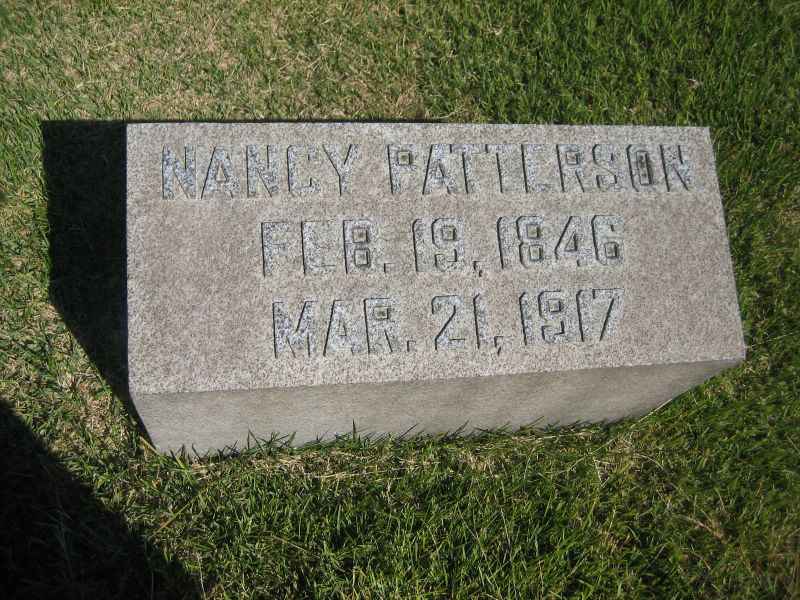 NANCY PATTERSON
FEB. 19, 1846
MAR. 21, 1917